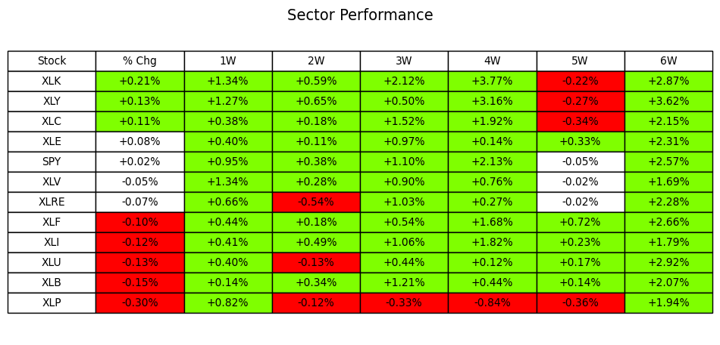 Sector Performance
Stock % Chg 1W 2W 3W 4W 5W 6W
XLK +0.21% +1.34% +0.59% +2.12% +3.77% -0.22% +2.87%
XLY +0.13% +1.27% +0.65% +0.50% +3.16% -0.27% +3.62%
XLC +0.11% +0.38% +0.18% +1.52% +1.92% -0.34% +2.15%
XLE +0.08% +0.40% +0.11% +0.97% +0.14% +0.33% +2.31%
SPY +0.02% +0.95% +0.38% +1.10% +2.13% -0.05% +2.57%
XLV -0.05% +1.34% +0.28% +0.90% +0.76% -0.02% +1.69%
XLRE -0.07% +0.66% -0.54% +1.03% +0.27% -0.02% +2.28%
XLF -0.10% +0.44% +0.18% +0.54% +1.68% +0.72% +2.66%
XLI -0.12% +0.41% +0.49% +1.06% +1.82% +0.23% +1.79%
XLU -0.13% +0.40% -0.13% +0.44% +0.12% +0.17% +2.92%
XLB -0.15% +0.14% +0.34% +1.21% +0.44% +0.14% +2.07%
XLP -0.30% +0.82% -0.12% -0.33% -0.84% -0.36% +1.94%